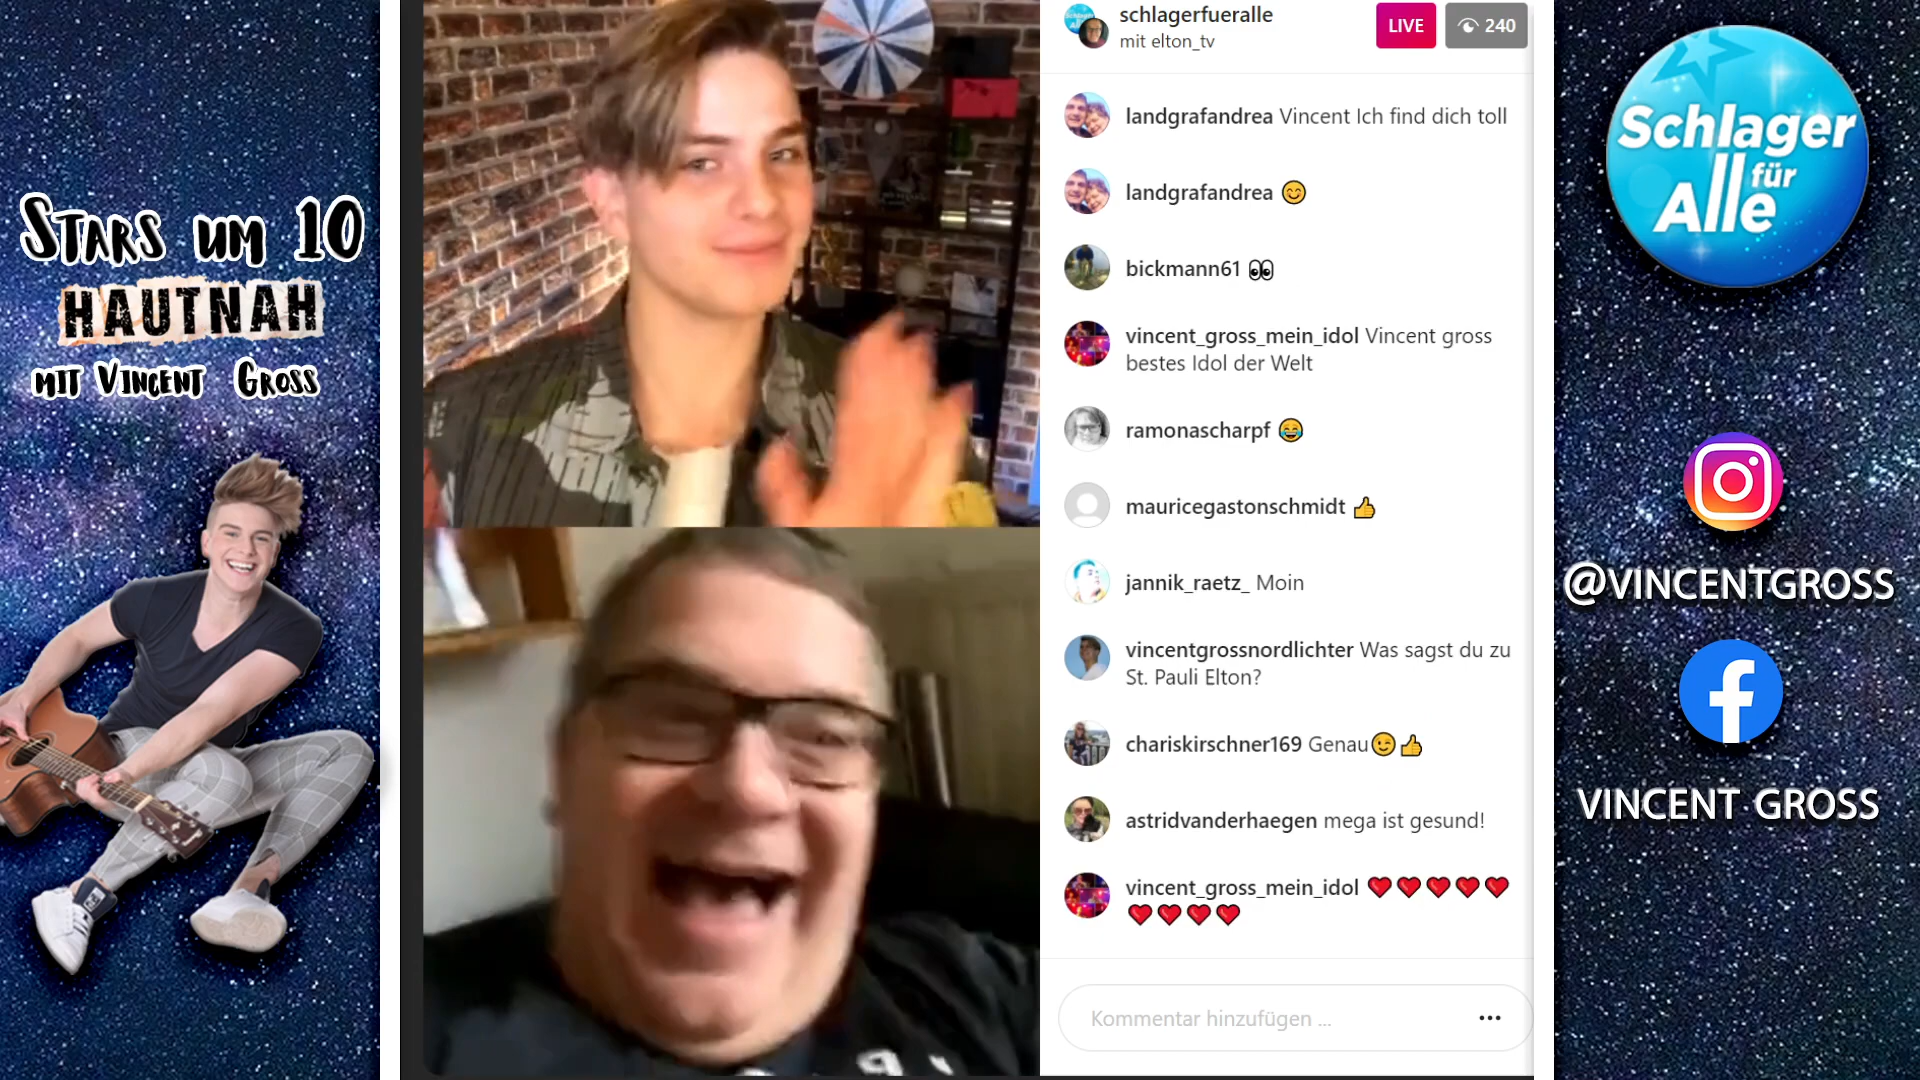 STARS UM 10
HAUTNAH
MIT VINCENT GROSS
schlagerfueralle
mit elton_tv
LIVE
240
landgrafandrea Vincent Ich find dich toll
landgrafandrea 😊
bickmann61 👀
vincent_gross_mein_idol Vincent gross
bestes Idol der Welt
ramonascharpf 😂
mauricegastonschmidt 👍
jannik_raetz_ Moin
vincentgrossnordlichter Was sagst du zu
St. Pauli Elton?
chariskirschner169 Genau😉👍
astridvanderhaegen mega ist gesund!
vincent_gross_mein_idol ❤️❤️❤️❤️❤️
❤️❤️❤️❤️
Kommentar hinzufügen ...
Schlager
für
Alle
@VINCENTGROSS
VINCENT GROSS